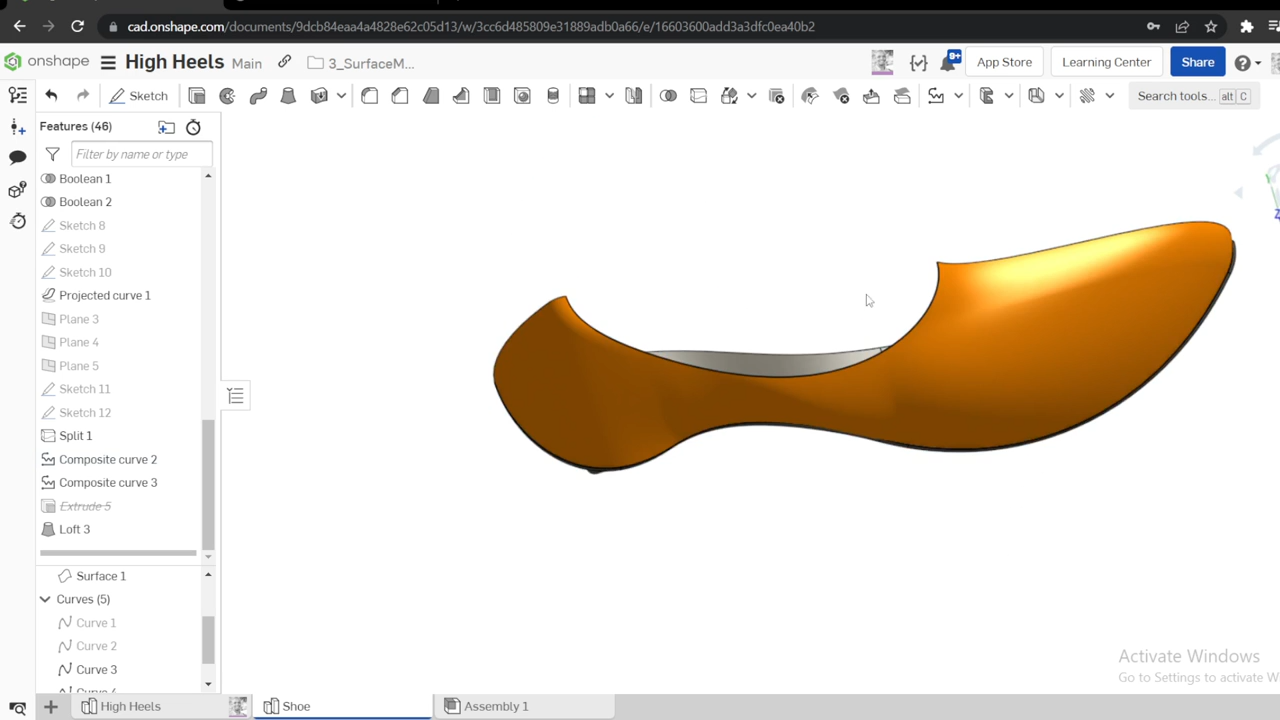 cad.onshape.com/documents/9dcb84eaa4a4828e62c05d13/w/3cc6d485809e31889adb0a66/e/16603600add3a3dfc0ea40b2
onshape High Heels Main 3_SurfaceM... 9+ App Store Learning Center Share
Sketch Search tools... alt C
Features (46)
Filter by name or type
Boolean 1
Boolean 2
Sketch 8
Sketch 9
Sketch 10
Projected curve 1
Plane 3
Plane 4
Plane 5
Sketch 11
Sketch 12
Split 1
Composite curve 2
Composite curve 3
Extrude 5
Loft 3
Surface 1
Curves (5)
Curve 1
Curve 2
Curve 3
Activate Windows
Go to Settings to activate W
High Heels Shoe Assembly 1